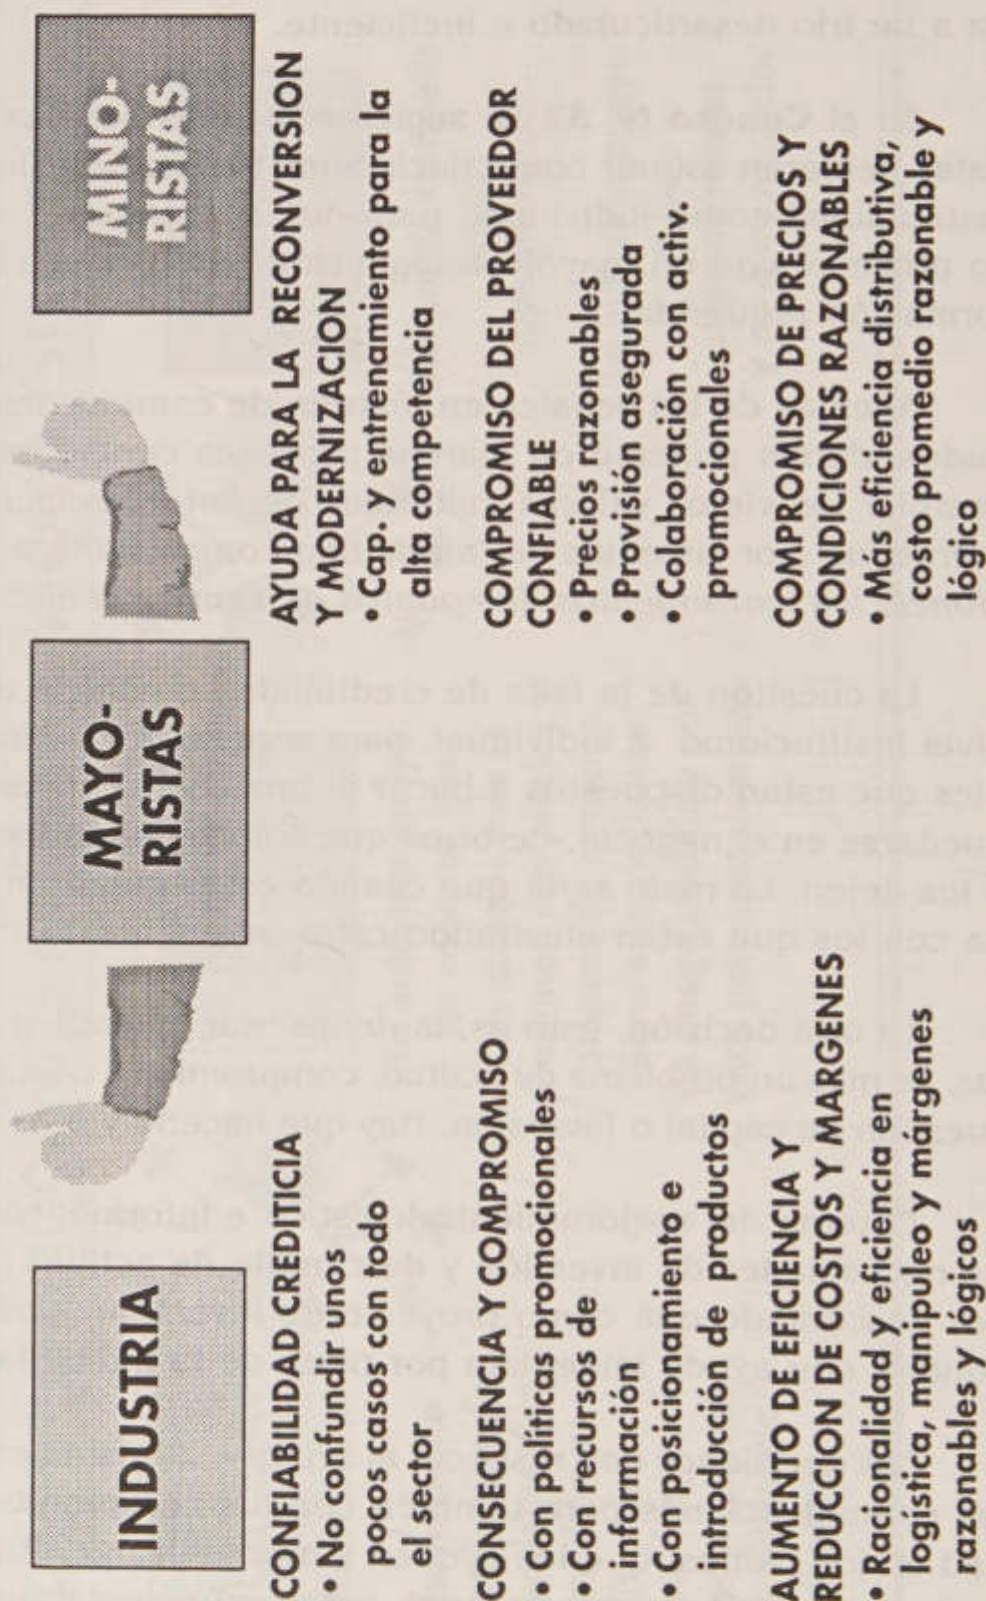 INDUSTRIA
MAYO-
RISTAS
MINO-
RISTAS
CONFIABILIDAD CREDITICIA
• No confundir unos
pocos casos con todo
el sector
CONSECUENCIA Y COMPROMISO
• Con políticas promocionales
• Con recursos de
información
• Con posicionamiento e
introducción de productos
AUMENTO DE EFICIENCIA Y
REDUCCION DE COSTOS Y MARGENES
• Racionalidad y eficiencia en
logística, manipuleo y márgenes
razonables y lógicos
AYUDA PARA LA RECONVERSION
Y MODERNIZACION
• Cap. y entrenamiento para la
alta competencia
COMPROMISO DEL PROVEEDOR
CONFIABLE
• Precios razonables
• Provisión asegurada
• Colaboración con activ.
promocionales
COMPROMISO DE PRECIOS Y
CONDICIONES RAZONABLES
• Más eficiencia distributiva,
costo promedio razonable y
lógico